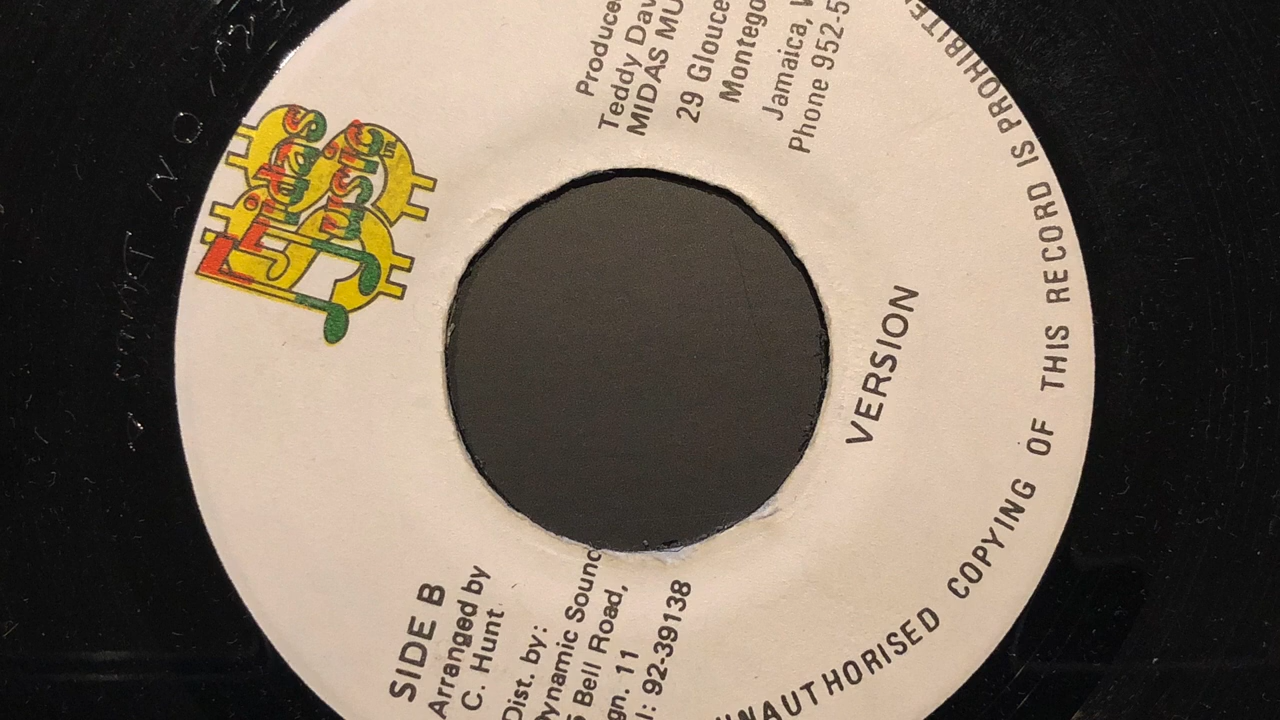 Midas
Music
SIDE B
Arranged by
C. Hunt
Dist. by:
Dynamic Sound
Bell Road,
gn. 11
l: 92-39138
Produce
Teddy Dav
MIDAS MU
29 Glouce
Montego
Jamaica, W
Phone 952-5
VERSION
UNAUTHORISED COPYING OF THIS RECORD IS PROHIBITE